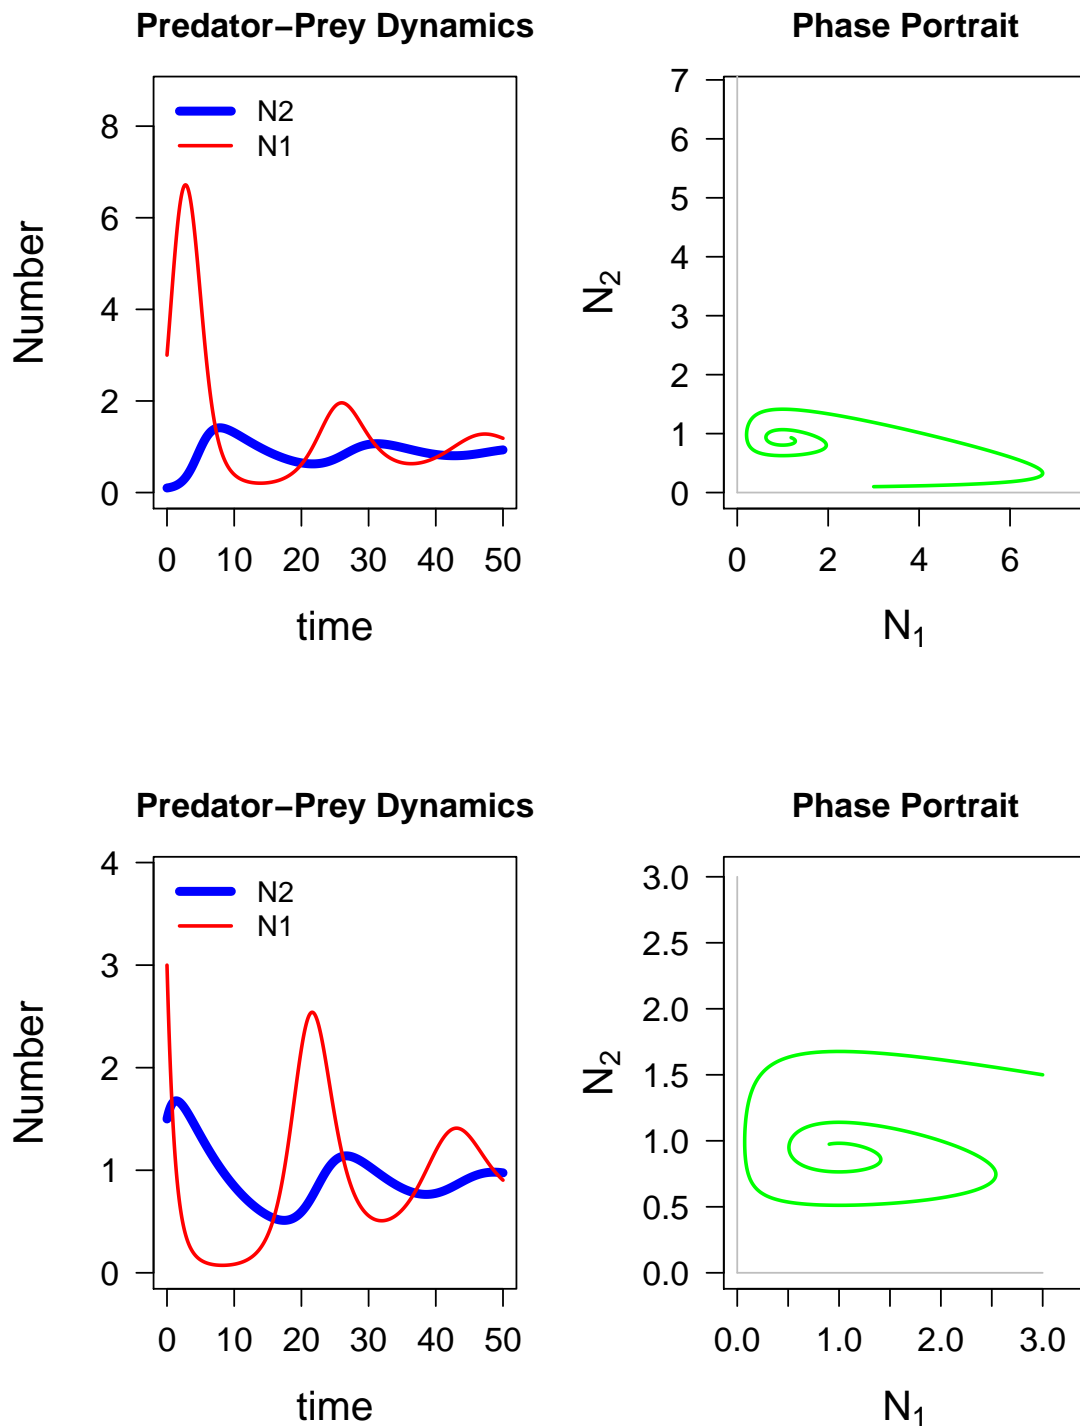 Predator–Prey Dynamics
Number
8
6
4
2
0
N2
N1
0 10 20 30 40 50
time
Phase Portrait
N2
7
6
5
4
3
2
1
0
0 2 4 6
N1
Predator–Prey Dynamics
Number
4
3
2
1
0
N2
N1
0 10 20 30 40 50
time
Phase Portrait
N2
3.0
2.5
2.0
1.5
1.0
0.5
0.0
0.0 1.0 2.0 3.0
N1